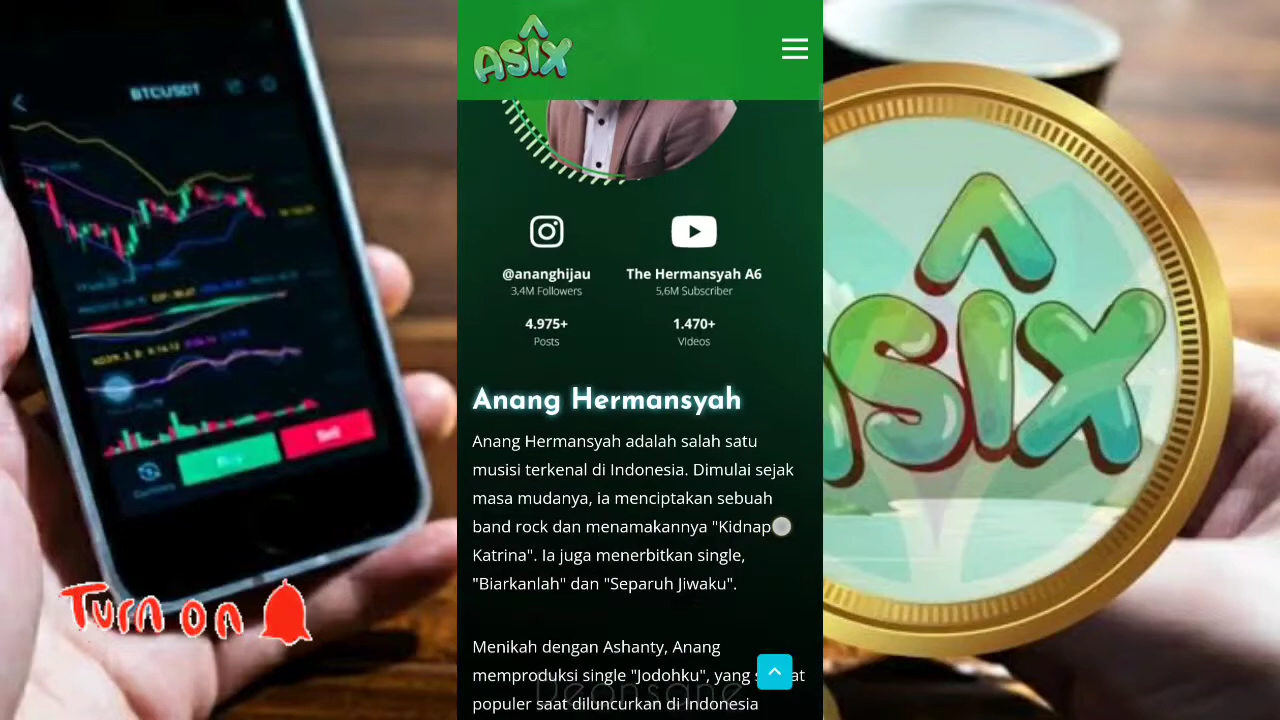 BTCUSDT
Turn on
ASIX
@ananghijau
3,4M Followers
4.975+
Posts
The Hermansyah A6
5,6M Subscriber
1.470+
Videos
Anang Hermansyah
Anang Hermansyah adalah salah satu
musisi terkenal di Indonesia. Dimulai sejak
masa mudanya, ia menciptakan sebuah
band rock dan menamakannya "Kidnap
Katrina". Ia juga menerbitkan single,
"Biarkanlah" dan "Separuh Jiwaku".
Menikah dengan Ashanty, Anang
memproduksi single "Jodohku", yang
populer saat diluncurkan di Indonesia
Deonsane
SIX